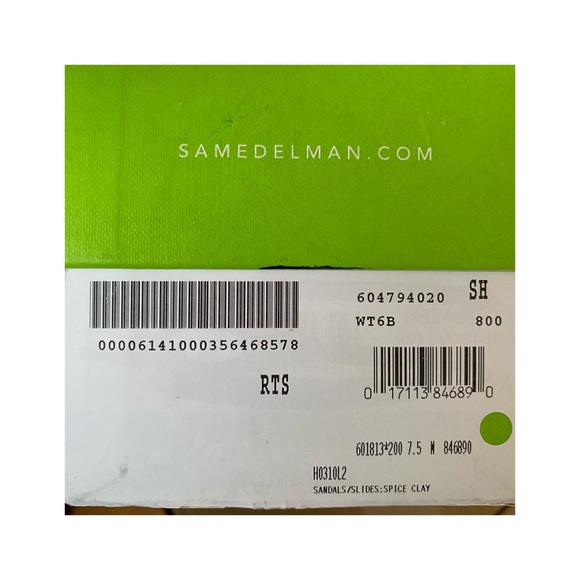 SAMEDELMAN.COM
604794020 SH
WT6B 800
00006141000356468578
RTS
0 17113 84689 0
601813*200 7.5 M 846890
H0310L2
SANDALS/SLIDES:SPICE CLAY